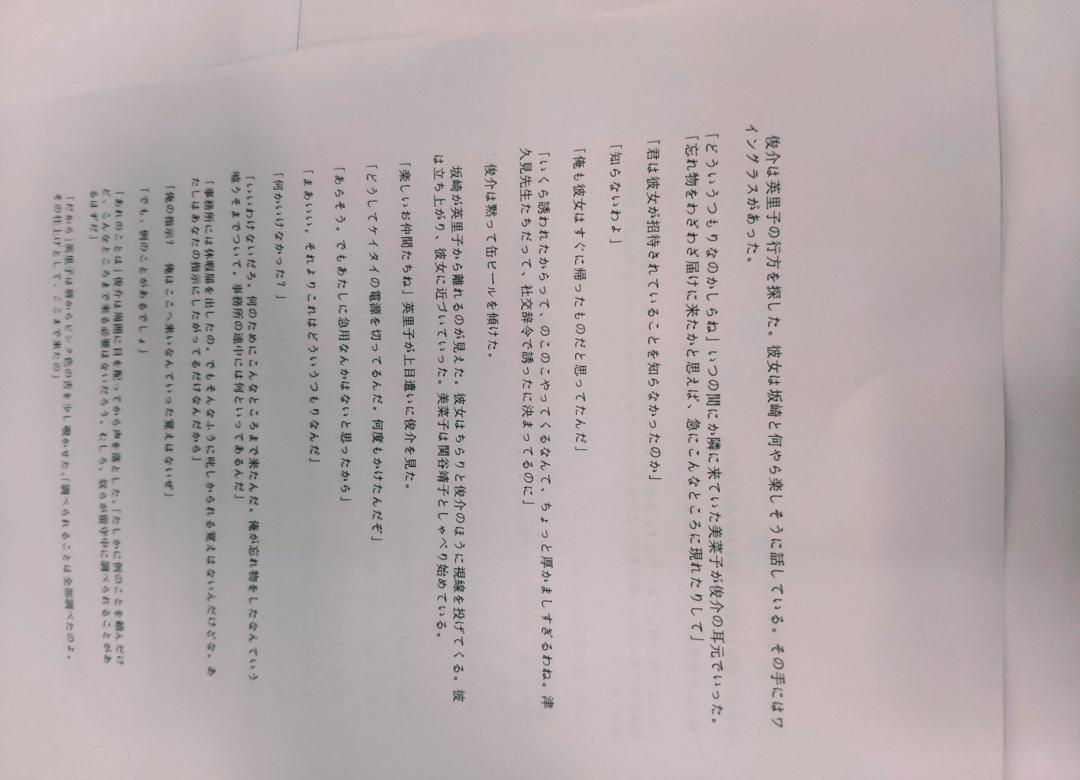 俊介は英里子の行方を探した。彼女は坂崎と何やら楽しそうに話している。その手にはワ
イングラスがあった。
「どういうつもりなのかしらね」いつの間にか隣に来ていた美菜子が俊介の耳元でいった。
「忘れ物をわざわざ届けに来たかと思えば、急にこんなところに現れたりして」
「君は彼女が招待されていることを知らなかったのか」
「知らないわよ」
「俺も彼女はすぐに帰ったものだと思ってたんだ」
「いくら誘われたからって、のこのこやってくるなんて、ちょっと厚かましすぎるわね。津
久見先生たちだって、社交辞令で誘ったに決まってるのに」
俊介は黙って缶ビールを傾けた。
坂崎が英里子から離れるのが見えた。彼女はちらりと俊介のほうに視線を投げてくる。彼
は立ち上がり、彼女に近づいていった。美菜子は関谷靖子としゃべり始めている。
「楽しいお仲間たちね」英里子が上目遣いに俊介を見た。
「どうしてケイタイの電源を切ってるんだ。何度もかけたんだぞ」
「あらそう。でもあたしに急用なんかはないと思ったから」
「まあいい。それよりこれはどういうつもりなんだ」
「何かいけなかった？」
「いいわけないだろ。何のためにこんなところまで来たんだ。俺が忘れ物をしたなんていう
嘘うそまでついて。事務所の連中には何といってあるんだ」
「事務所には休暇届を出したの。でもそんなふうに叱しかられる覚えはないんだけどな。あ
たしはあなたの指示にしたがってるだけなんだから」
「俺の指示？　俺はここへ来いなんていった覚えはないぜ」
「でも、例のことがあるでしょ」
「あれのことは」俊介は周囲に目を配ってから声を落とした。「たしかに例のことを頼んだけ
ど、こんなところまで来る必要はないだろう。むしろ、奴らが留守中に調べられることがあ
るはずだ」
「だから」英里子は唇からピンク色の舌を少し覗かせた。「調べられることは全部調べたのよ。
その仕上げとして、ここまで来たの」